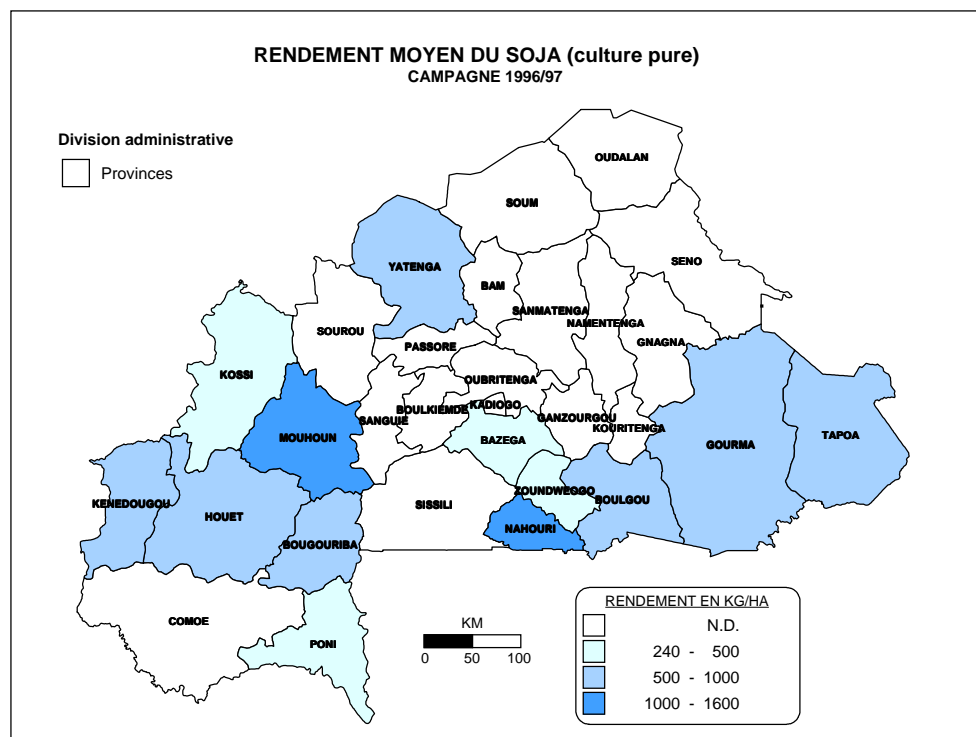 RENDEMENT MOYEN DU SOJA (culture pure)
CAMPAGNE 1996/97
Division administrative
Provinces
OUDALAN
SOUM
SENO
YATENGA
BAM
SANMATENGA
NAMENTENGA
SOUROU
GNAGNA
PASSORE
KOSSI
OUBRITENGA
BOULKIEMDE
KADIOGO
SANGUIE
GANZOURGOU
KOURITENGA
MOUHOUN
BAZEGA
GOURMA
TAPOA
ZOUNDWEOGO
BOULGOU
KENEDOUGOU
SISSILI
HOUET
NAHOURI
BOUGOURIBA
COMOE
PONI
KM
0 50 100
RENDEMENT EN KG/HA
N.D.
240 - 500
500 - 1000
1000 - 1600